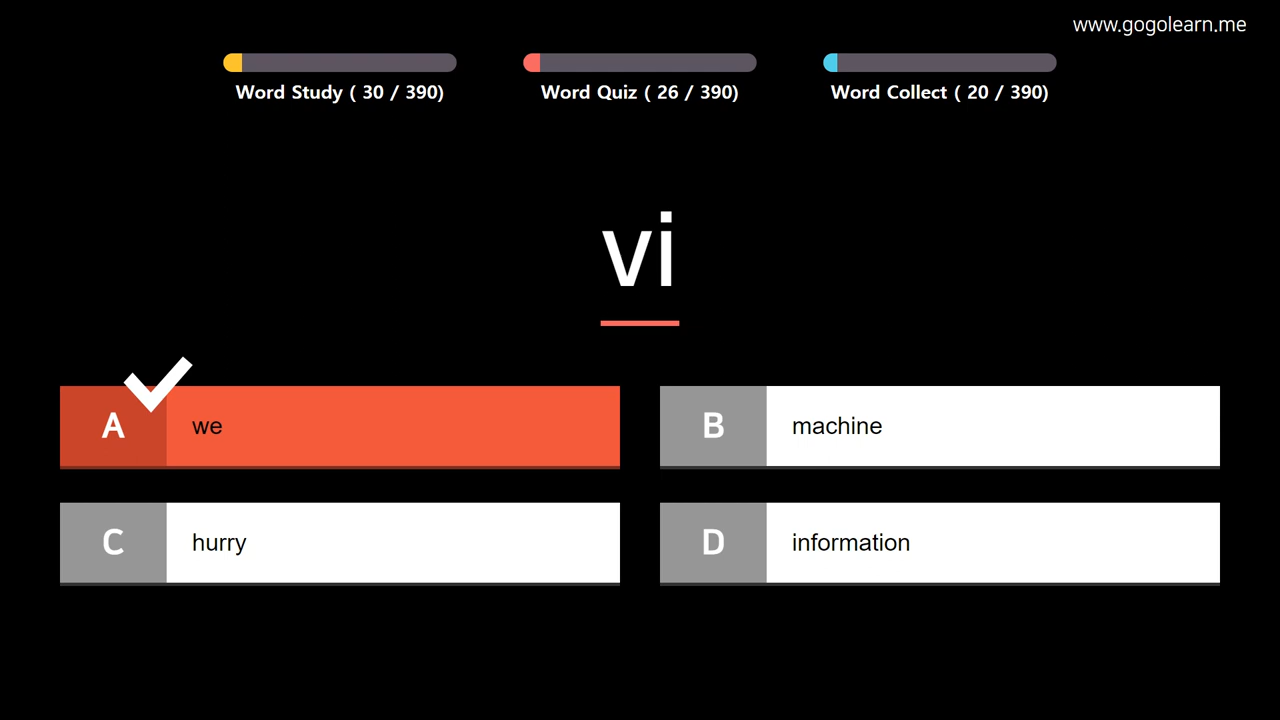 www.gogolearn.me
Word Study ( 30 / 390)
Word Quiz ( 26 / 390)
Word Collect ( 20 / 390)
vi
A we
B machine
C hurry
D information